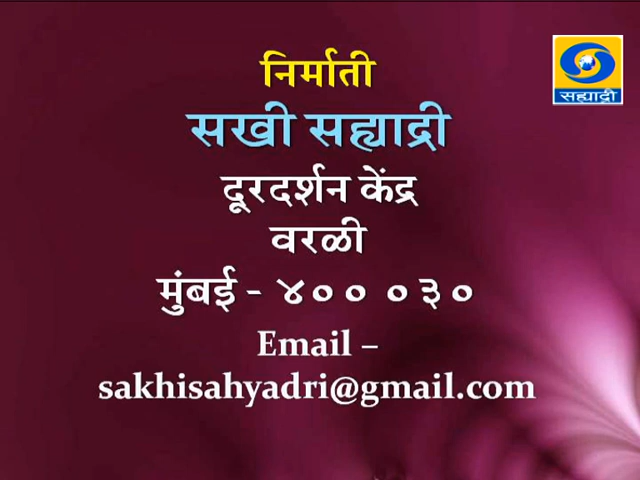 निर्माती
सखी सह्याद्री
दूरदर्शन केंद्र
वरळी
मुंबई - ४०० ०३०
Email –
sakhisahyadri@gmail.com
सह्याद्री